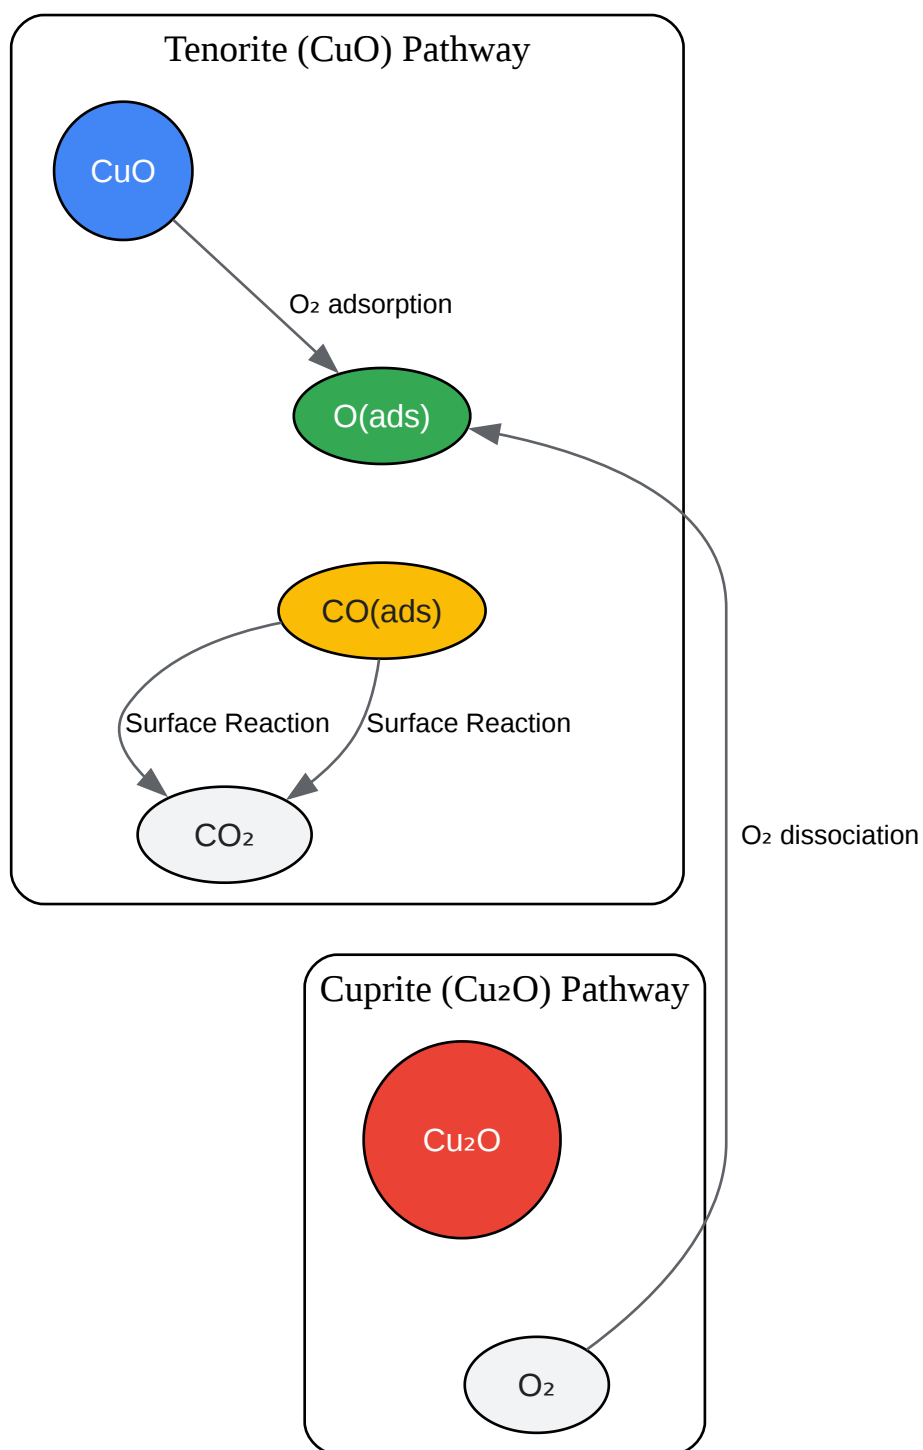 Tenorite (CuO) Pathway
CuO
O₂ adsorption
O(ads)
CO(ads)
Surface Reaction
Surface Reaction
CO₂
O₂ dissociation
Cuprite (Cu₂O) Pathway
Cu₂O
O₂